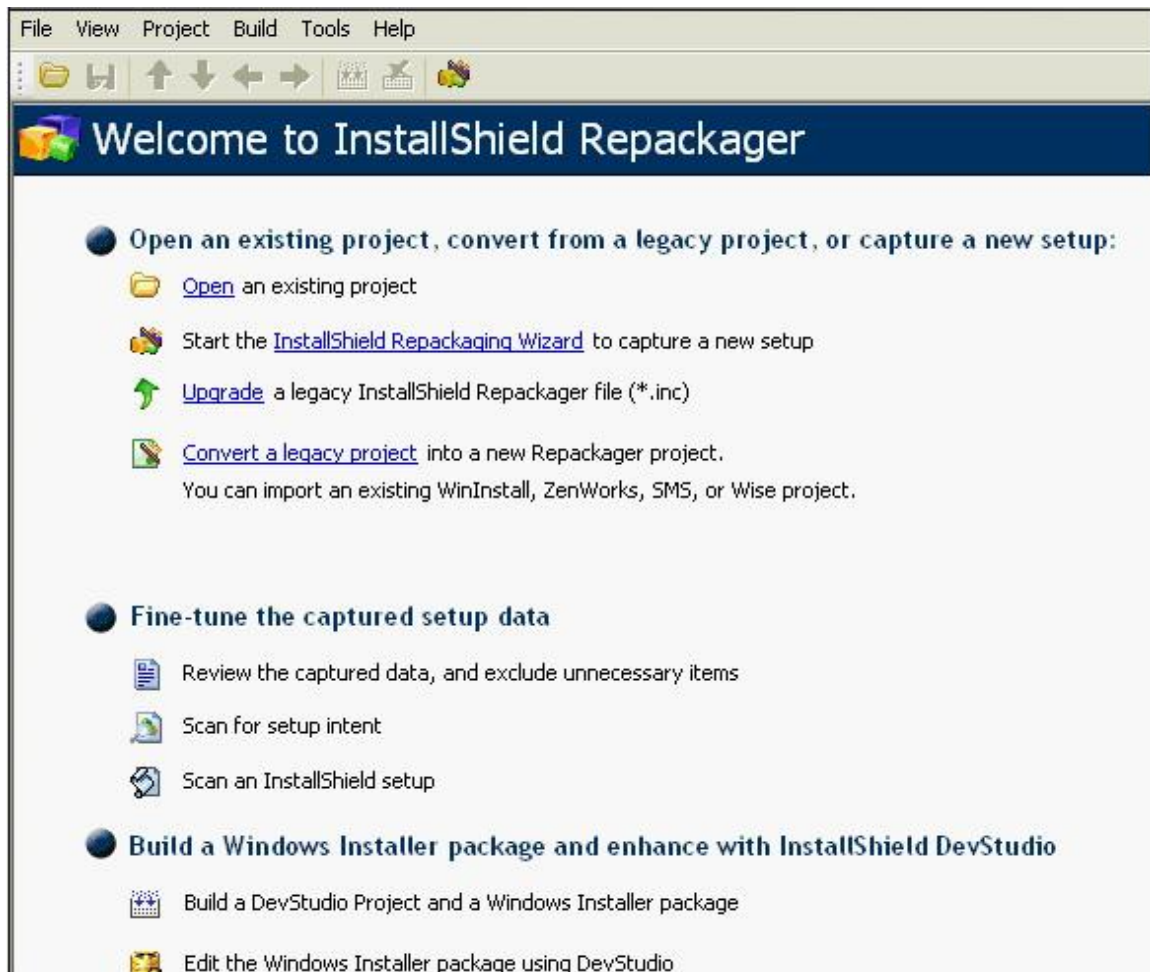 File View Project Build Tools Help
Welcome to InstallShield Repackager
Open an existing project, convert from a legacy project, or capture a new setup:
Open an existing project
Start the InstallShield Repackaging Wizard to capture a new setup
Upgrade a legacy InstallShield Repackager file (*.inc)
Convert a legacy project into a new Repackager project.
You can import an existing WinInstall, ZenWorks, SMS, or Wise project.
Fine-tune the captured setup data
Review the captured data, and exclude unnecessary items
Scan for setup intent
Scan an InstallShield setup
Build a Windows Installer package and enhance with InstallShield DevStudio
Build a DevStudio Project and a Windows Installer package
Edit the Windows Installer package using DevStudio